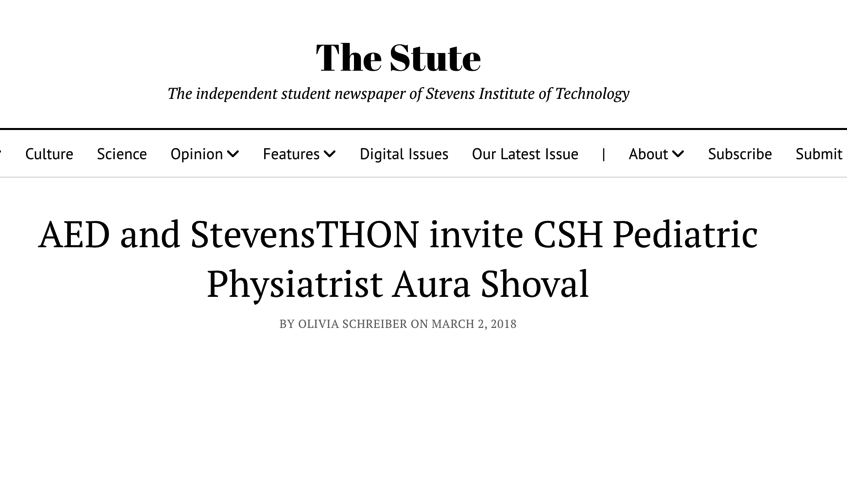 The Stute
The independent student newspaper of Stevens Institute of Technology
Culture Science Opinion Features Digital Issues Our Latest Issue | About Subscribe Submit
AED and StevensTHON invite CSH Pediatric
Physiatrist Aura Shoval
BY OLIVIA SCHREIBER ON MARCH 2, 2018